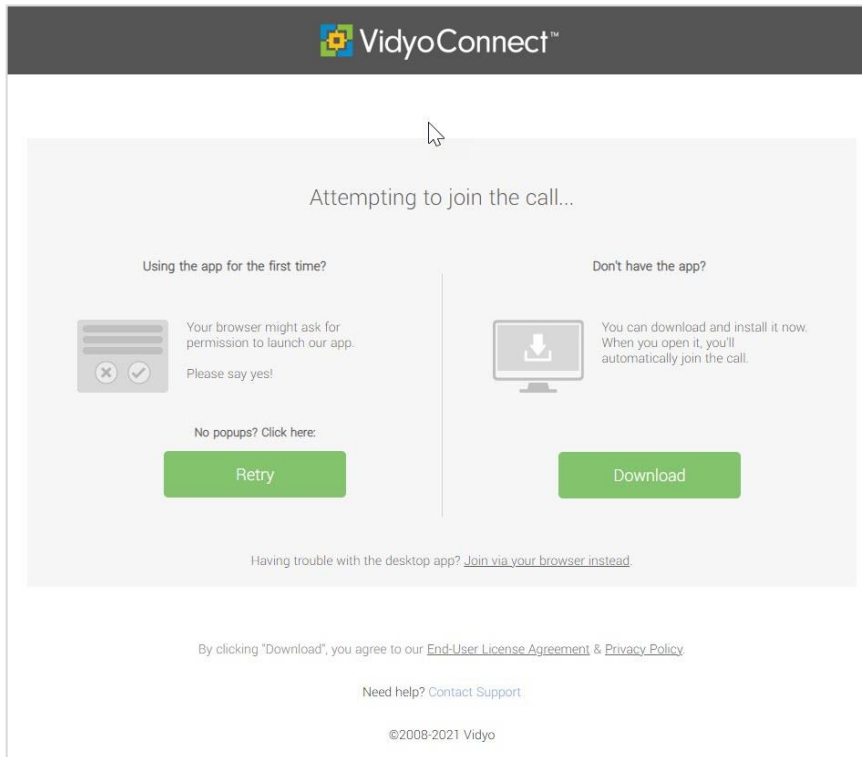 VidyoConnect™
Attempting to join the call...
Using the app for the first time?
Your browser might ask for
permission to launch our app.
Please say yes!
No popups? Click here:
Retry
Don't have the app?
You can download and install it now.
When you open it, you'll
automatically join the call.
Download
Having trouble with the desktop app? Join via your browser instead.
By clicking "Download", you agree to our End-User License Agreement & Privacy Policy.
Need help? Contact Support
©2008-2021 Vidyo